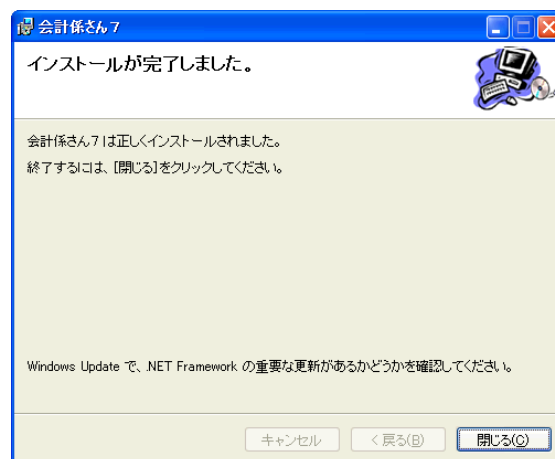 会計係さん7
インストールが完了しました。
会計係さん7は正しくインストールされました。
終了するには、[閉じる]をクリックしてください。
Windows Update で、.NET Framework の重要な更新があるかどうかを確認してください。
キャンセル
< 戻る(B)
閉じる(C)